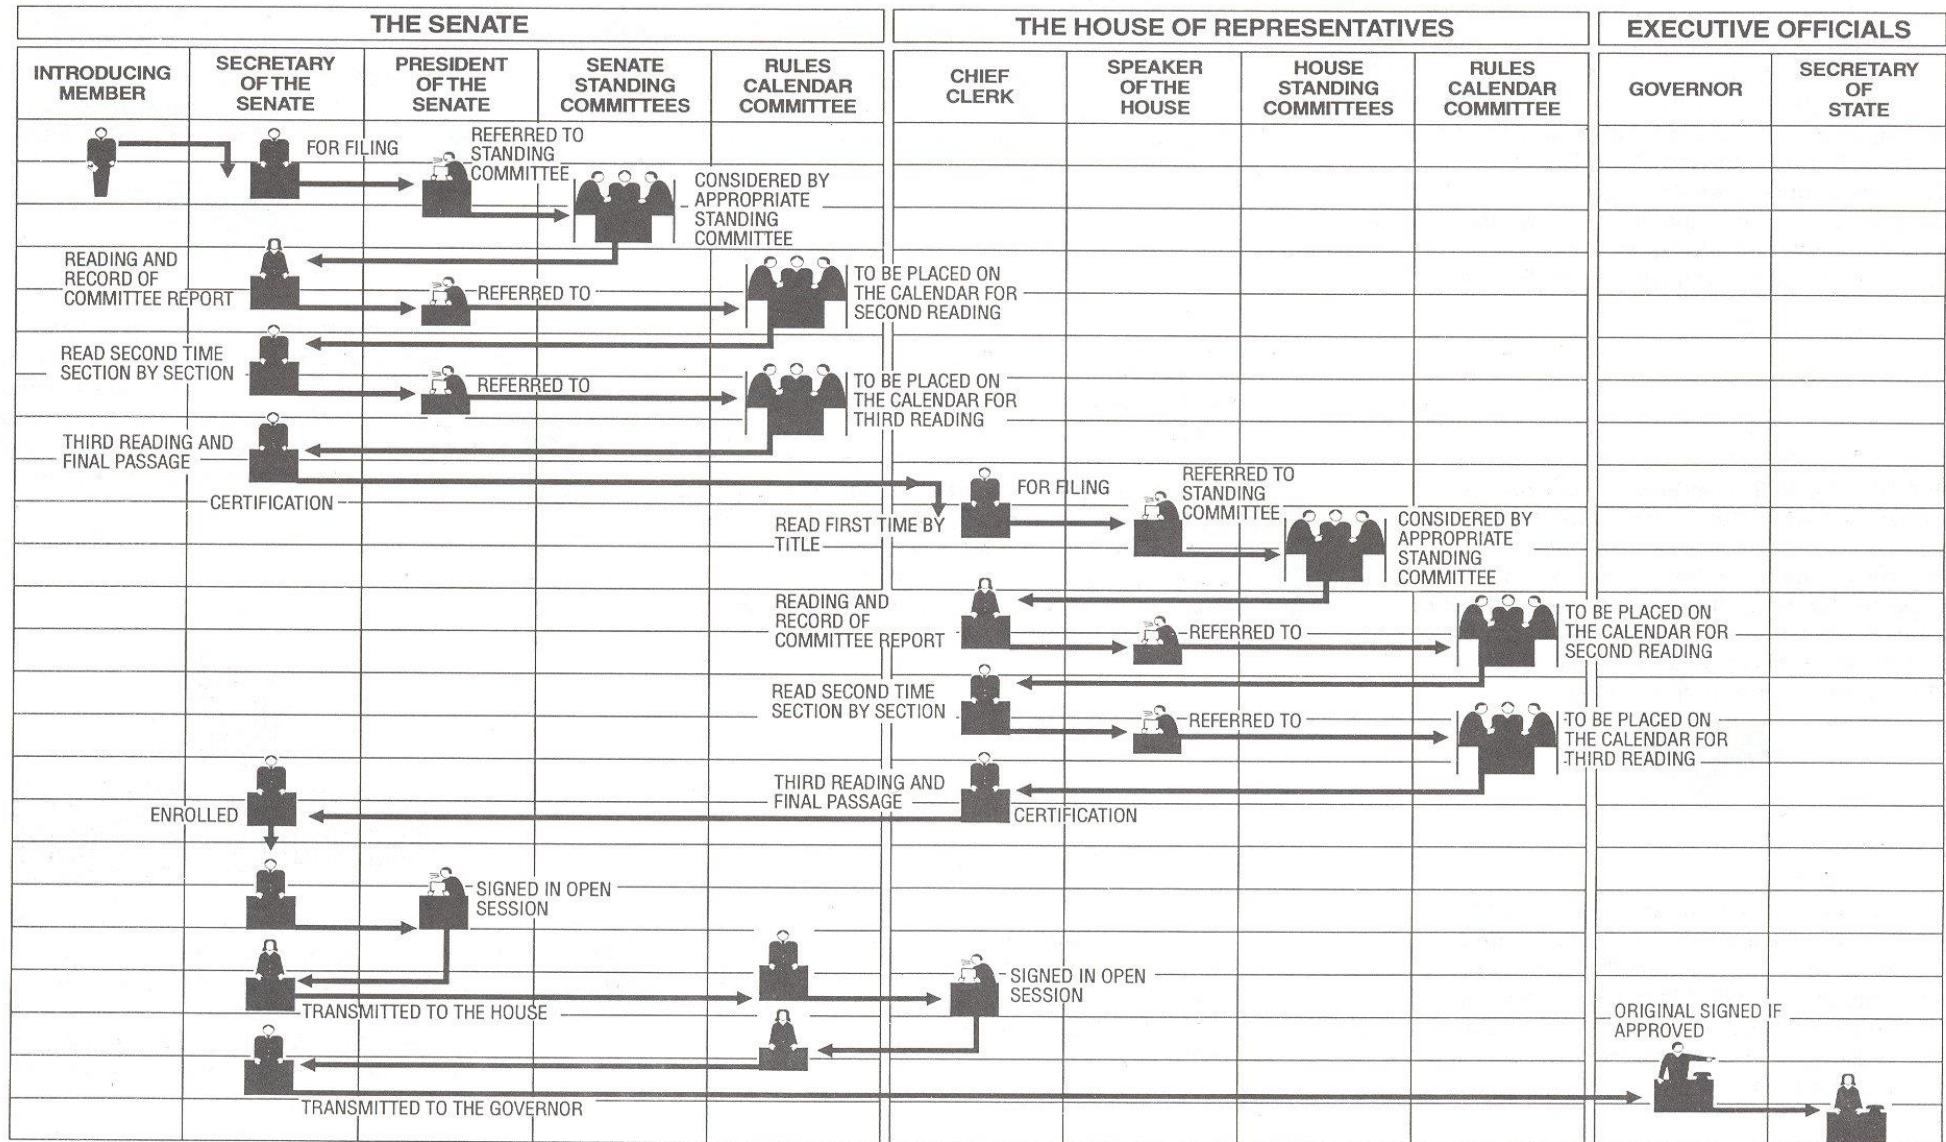 THE SENATE
THE HOUSE OF REPRESENTATIVES
EXECUTIVE OFFICIALS
INTRODUCING
MEMBER
SECRETARY
OF THE
SENATE
PRESIDENT
OF THE
SENATE
SENATE
STANDING
COMMITTEES
RULES
CALENDAR
COMMITTEE
CHIEF
CLERK
SPEAKER
OF THE
HOUSE
HOUSE
STANDING
COMMITTEES
RULES
CALENDAR
COMMITTEE
GOVERNOR
SECRETARY
OF
STATE
FOR FILING
REFERRED TO
STANDING
COMMITTEE
CONSIDERED BY
APPROPRIATE
STANDING
COMMITTEE
READING AND
RECORD OF
COMMITTEE REPORT
REFERRED TO
TO BE PLACED ON
THE CALENDAR FOR
SECOND READING
READ SECOND TIME
SECTION BY SECTION
REFERRED TO
TO BE PLACED ON
THE CALENDAR FOR
THIRD READING
THIRD READING AND
FINAL PASSAGE
CERTIFICATION
READ FIRST TIME BY
TITLE
FOR FILING
REFERRED TO
STANDING
COMMITTEE
CONSIDERED BY
APPROPRIATE
STANDING
COMMITTEE
READING AND
RECORD OF
COMMITTEE REPORT
REFERRED TO
TO BE PLACED ON
THE CALENDAR FOR
SECOND READING
READ SECOND TIME
SECTION BY SECTION
REFERRED TO
TO BE PLACED ON
THE CALENDAR FOR
THIRD READING
THIRD READING AND
FINAL PASSAGE
CERTIFICATION
ENROLLED
SIGNED IN OPEN
SESSION
TRANSMITTED TO THE HOUSE
SIGNED IN OPEN
SESSION
TRANSMITTED TO THE GOVERNOR
ORIGINAL SIGNED IF
APPROVED